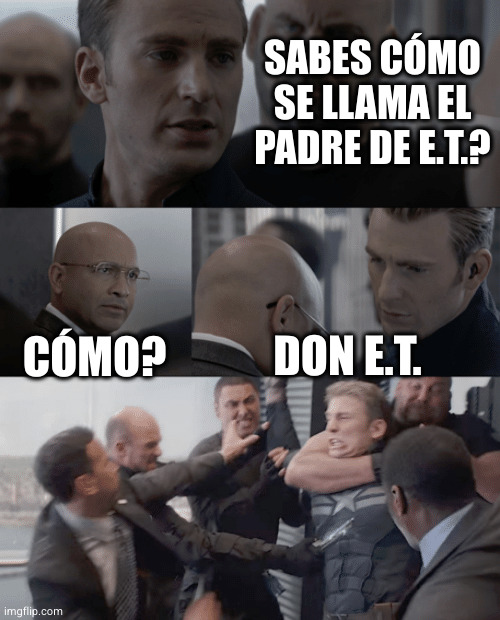 SABES CÓMO
SE LLAMA EL
PADRE DE E.T.?
CÓMO?
DON E.T.
imgflip.com